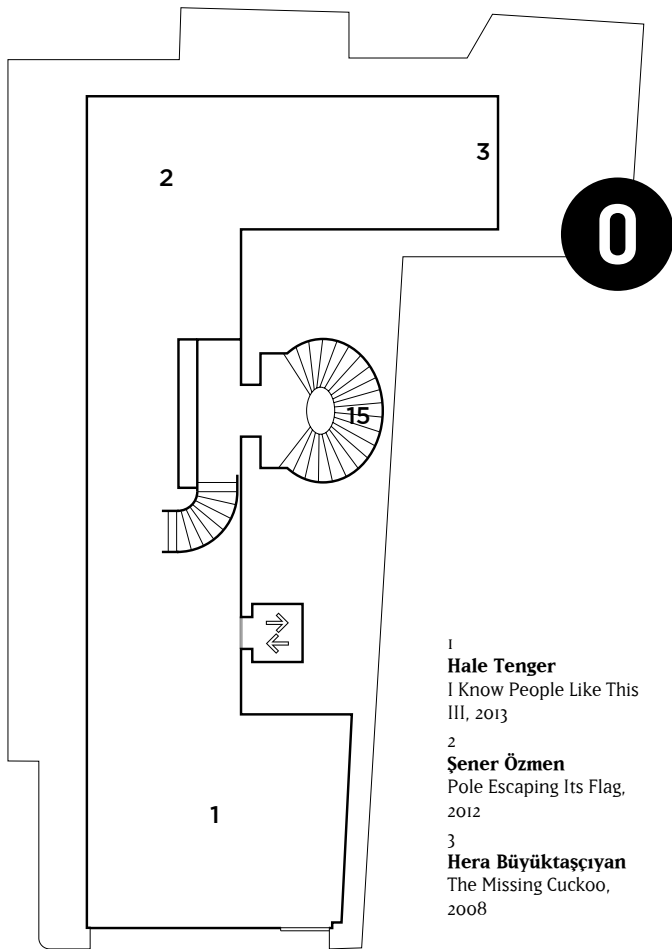 2
3
0
15
1
1
Hale Tenger
I Know People Like This
III, 2013
2
Şener Özmen
Pole Escaping Its Flag,
2012
3
Hera Büyüktaşçıyan
The Missing Cuckoo,
2008